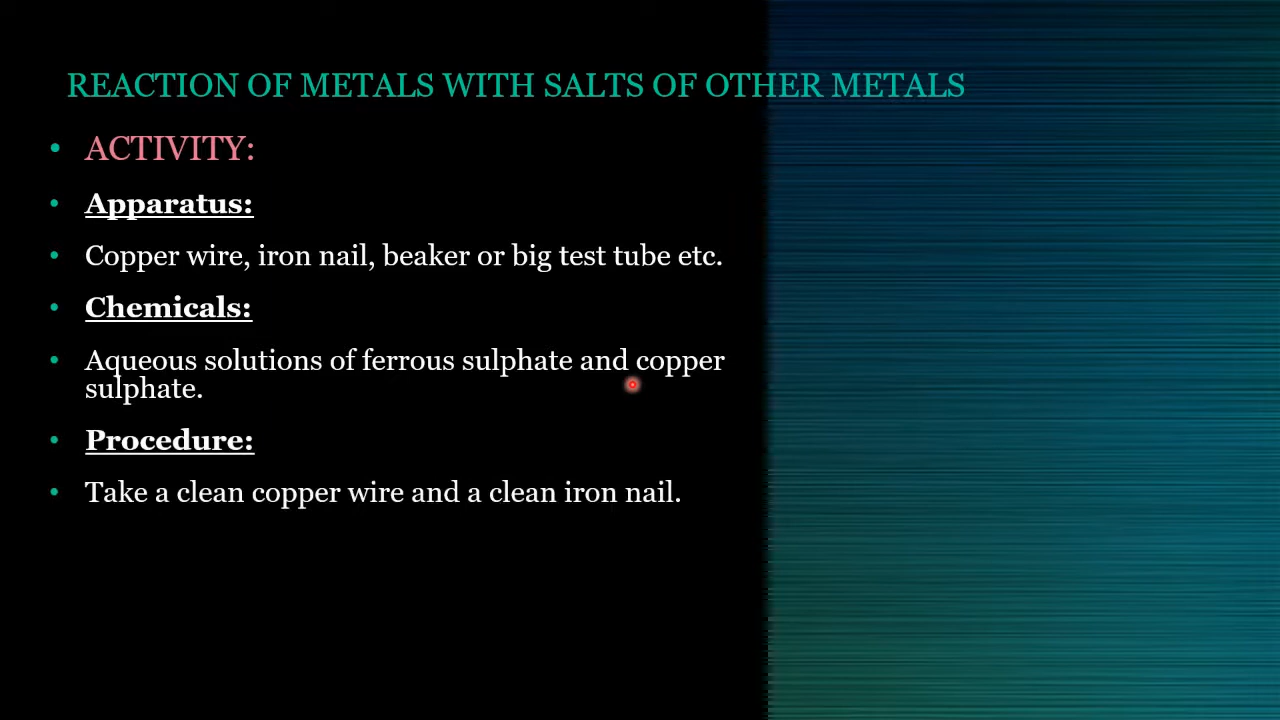 REACTION OF METALS WITH SALTS OF OTHER METALS
• ACTIVITY:
• Apparatus:
• Copper wire, iron nail, beaker or big test tube etc.
• Chemicals:
• Aqueous solutions of ferrous sulphate and copper
sulphate.
• Procedure:
• Take a clean copper wire and a clean iron nail.